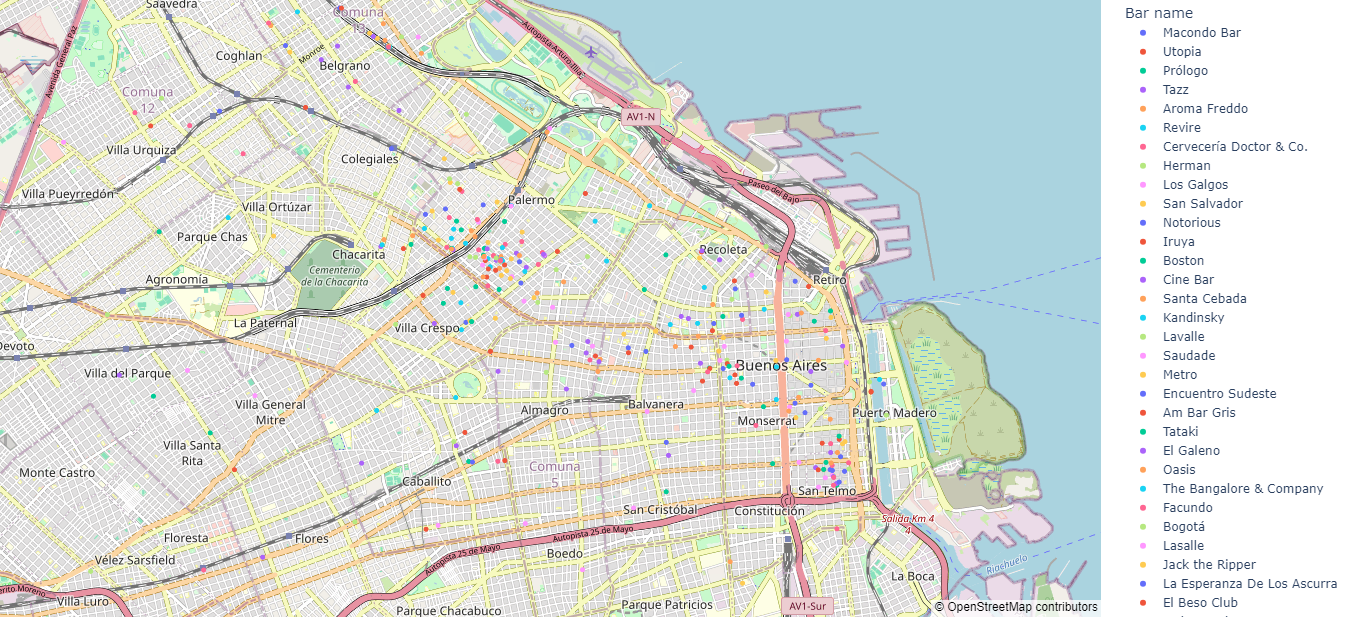 Saavedra
Comuna
13
Coghlan
Monroe
Belgrano
Avenida General Paz
Autopista Arturo Illia
Comuna
12
AV1-N
Villa Urquiza
Colegiales
Villa Pueyrredón
Paseo del Bajo
Palermo
Villa Ortúzar
Parque Chas
Chacarita
Recoleta
Cementerio
de la Chacarita
Agronomía
Retiro
La Paternal
Villa Crespo
Devoto
Villa del Parque
Buenos Aires
Villa General
Mitre
Almagro
Balvanera
Puerto Madero
Monserrat
Villa Santa
Rita
Monte Castro
Comuna
5
Caballito
San Telmo
San Cristóbal
Constitución
Salida Km 4
4
Autopista 25 de Mayo
Autopista 25 de Mayo
Floresta
Flores
Boedo
Vélez Sarsfield
Riachuelo
La Boca
Perito Moreno
Villa Luro
Parque Chacabuco
Parque Patricios
AV1-Sur
© OpenStreetMap contributors
Bar name
Macondo Bar
Utopia
Prólogo
Tazz
Aroma Freddo
Revire
Cervecería Doctor & Co.
Herman
Los Galgos
San Salvador
Notorious
Iruya
Boston
Cine Bar
Santa Cebada
Kandinsky
Lavalle
Saudade
Metro
Encuentro Sudeste
Am Bar Gris
Tataki
El Galeno
Oasis
The Bangalore & Company
Facundo
Bogotá
Lasalle
Jack the Ripper
La Esperanza De Los Ascurra
El Beso Club